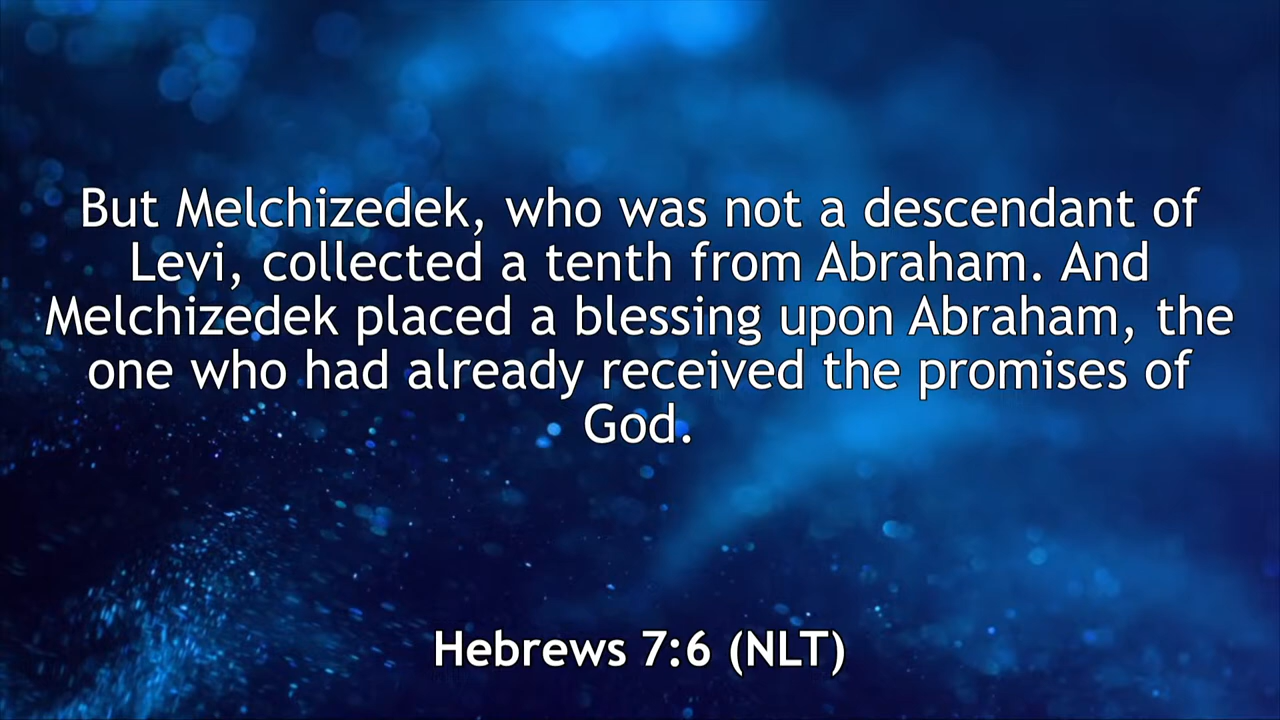 But Melchizedek, who was not a descendant of
Levi, collected a tenth from Abraham. And
Melchizedek placed a blessing upon Abraham, the
one who had already received the promises of
God.
Hebrews 7:6 (NLT)